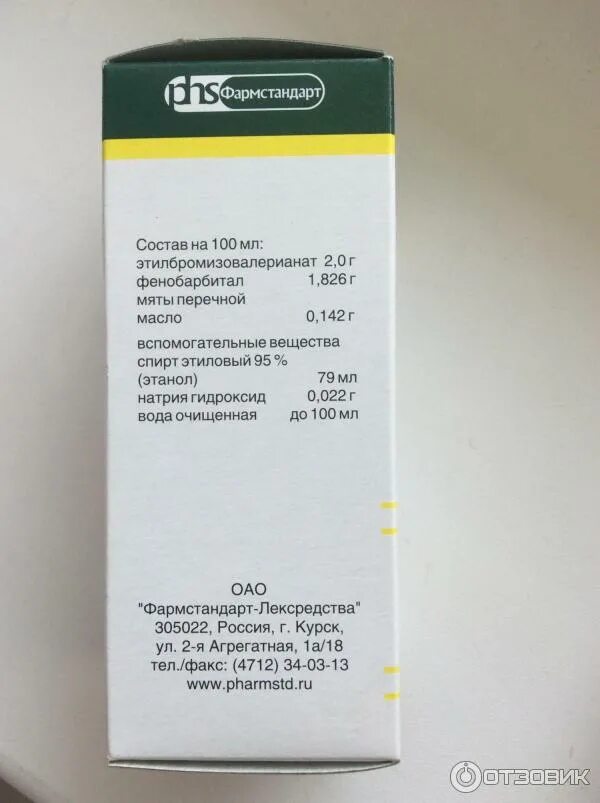 phs Фармстандарт
Состав на 100 мл:
этилбромизовалерианат 2,0 г
фенобарбитал 1,826 г
мяты перечной
масло 0,142 г
вспомогательные вещества
спирт этиловый 95 %
(этанол) 79 мл
натрия гидроксид 0,022 г
вода очищенная до 100 мл
ОАО
"Фармстандарт-Лексредства"
305022, Россия, г. Курск,
ул. 2-я Агрегатная, 1а/18
тел./факс: (4712) 34-03-13
www.pharmstd.ru
ОТЗОВИК